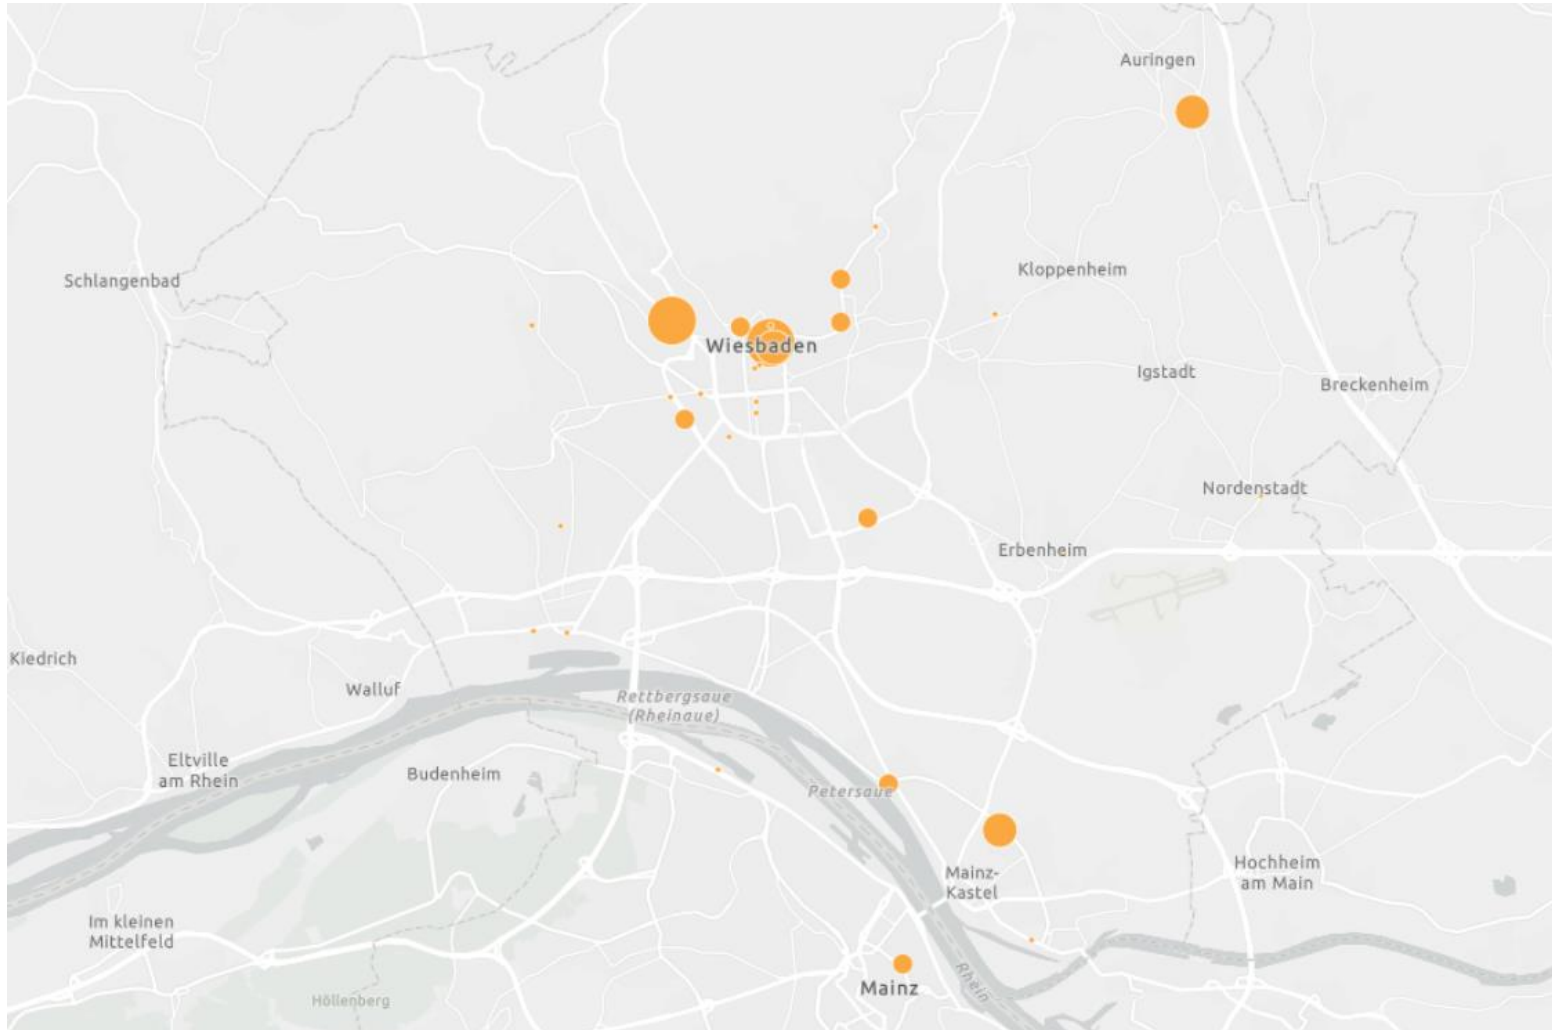 Auringen
Kloppenheim
Schlangenbad
Wiesbaden
Igstadt
Breckenheim
Nordenstadt
Erbenheim
Kiedrich
Walluf
Rettbergsaue
(Rheinaue)
Eltville
am Rhein
Budenheim
Petersaue
Mainz-
Kastel
Hochheim
am Main
Im kleinen
Mittelfeld
Rhein
Mainz
Höllenberg